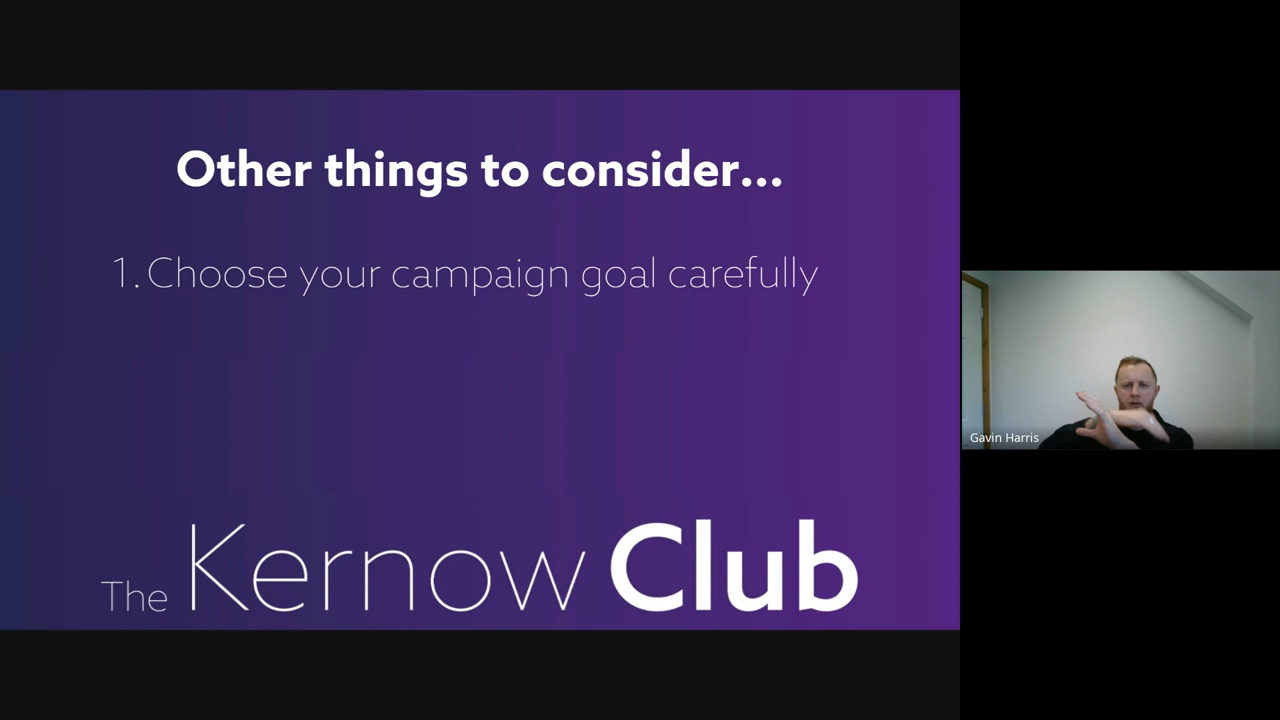 Other things to consider...
1. Choose your campaign goal carefully
The Kernow Club
Gavin Harris